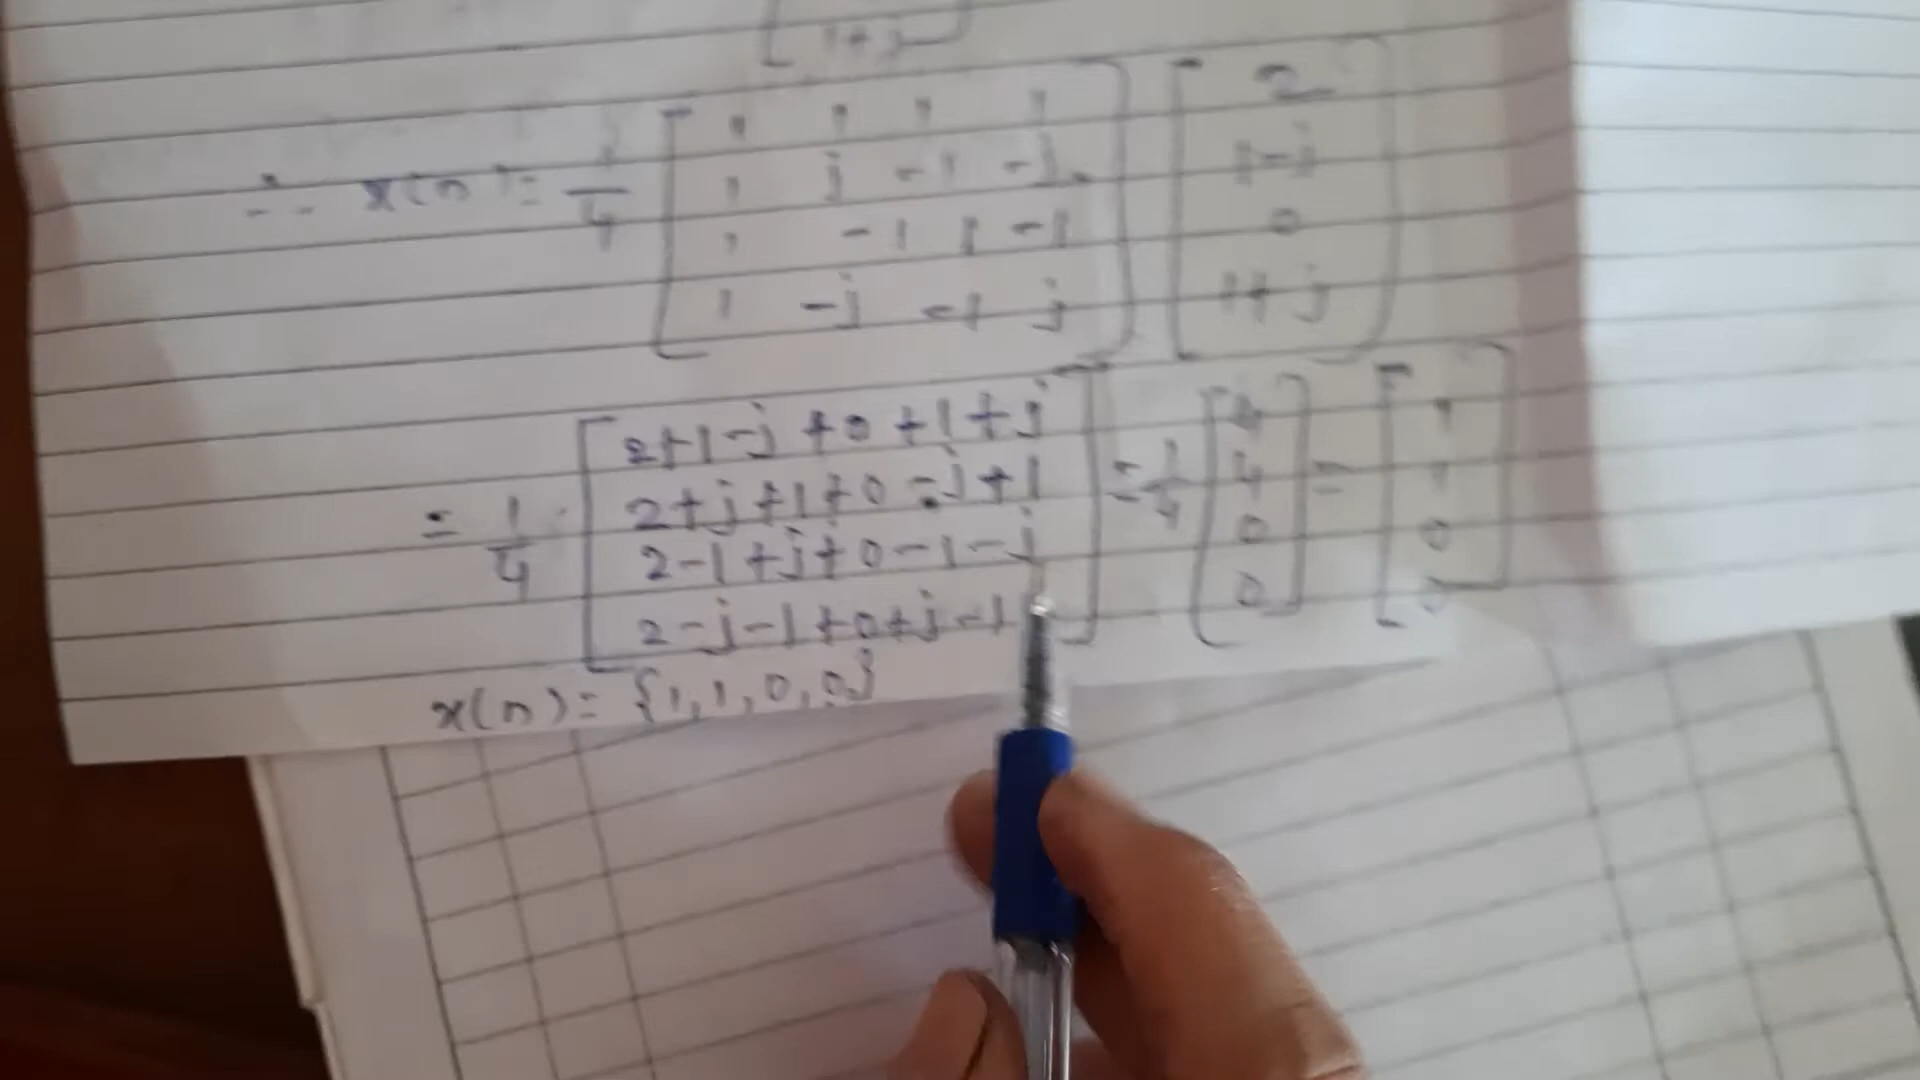 1+j
∴ x(n) = 1/4 [1 1 1 1; 1 j -1 -j; 1 -1 1 -1; 1 -j -1 j] [2; 1-j; 0; 1+j]
= 1/4 [2+1-j+0+1+j; 2+j+1+0-j+1; 2-1+j+0-1-j; 2-j-1+0+j-1] = 1/4 [4; 4; 0; 0] = [1; 1; 0; 0]
x(n) = {1, 1, 0, 0}